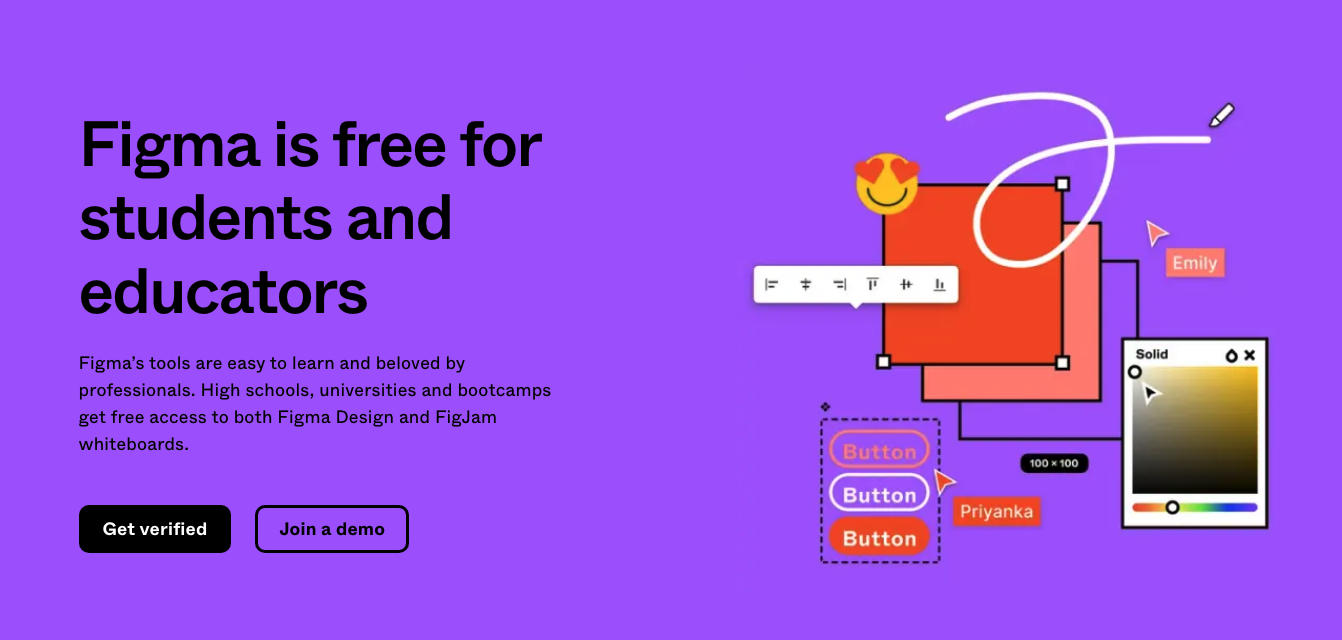 Figma is free for
students and
educators
Figma’s tools are easy to learn and beloved by
professionals. High schools, universities and bootcamps
get free access to both Figma Design and FigJam
whiteboards.
Get verified
Join a demo
Emily
Solid
100 × 100
Button
Button
Button
Priyanka